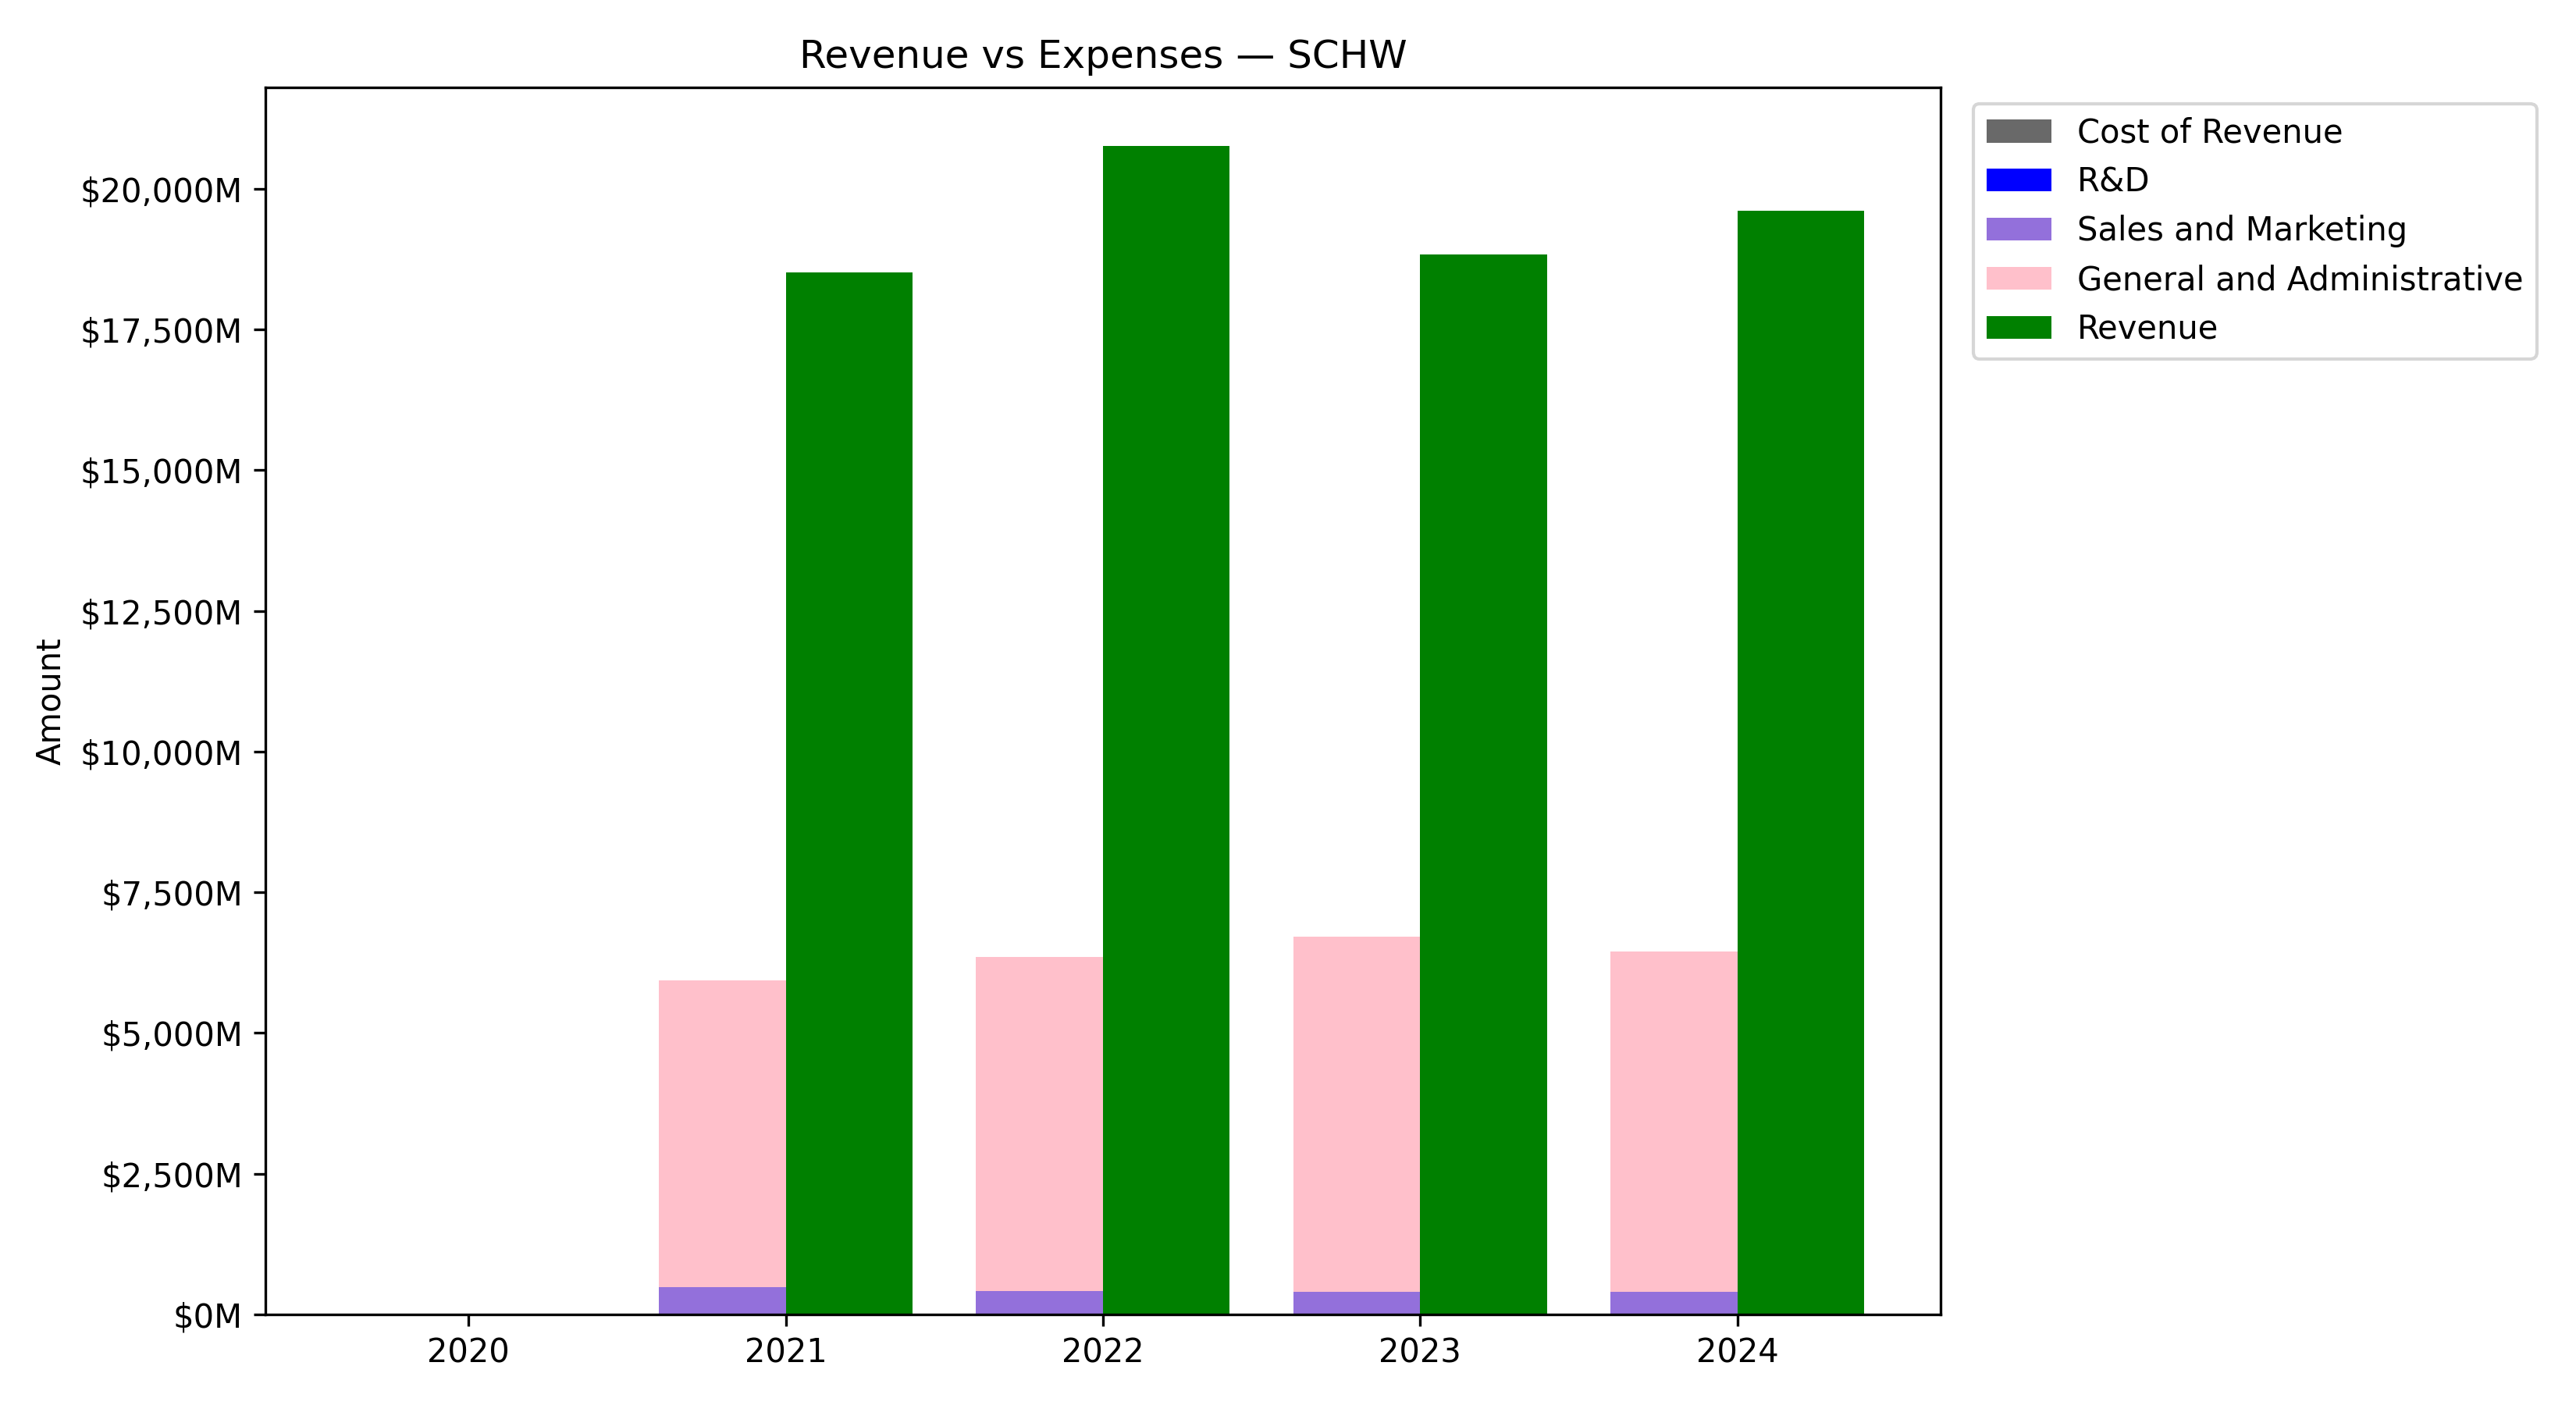 Revenue vs Expenses — SCHW
Cost of Revenue
R&D
Sales and Marketing
General and Administrative
Revenue
Amount
$20,000M
$17,500M
$15,000M
$12,500M
$10,000M
$7,500M
$5,000M
$2,500M
$0M
2020 2021 2022 2023 2024